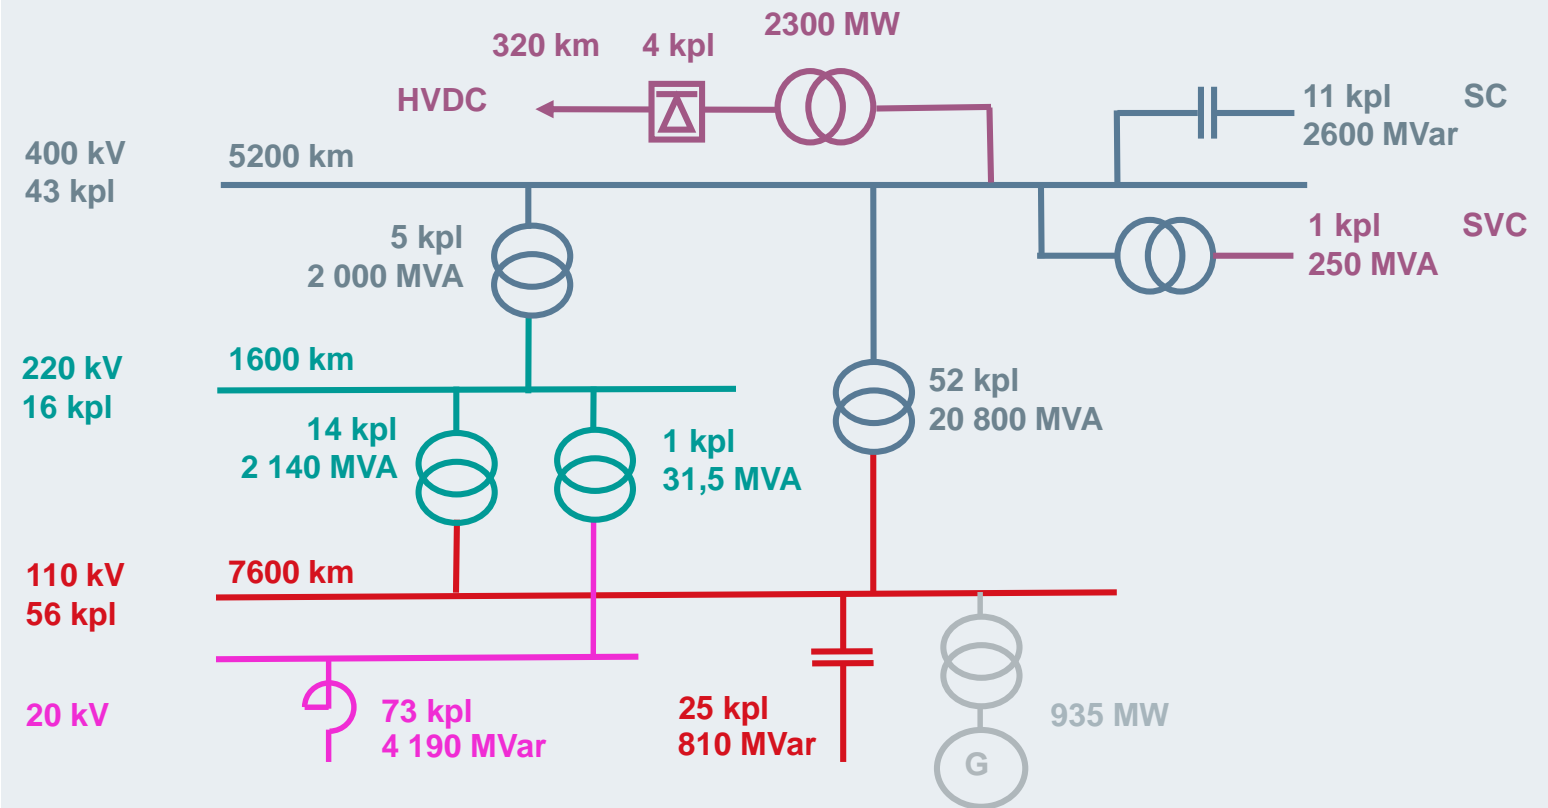 2300 MW
320 km
4 kpl
HVDC
11 kpl SC
2600 MVar
400 kV
43 kpl
5200 km
1 kpl SVC
250 MVA
5 kpl
2 000 MVA
220 kV
16 kpl
1600 km
52 kpl
20 800 MVA
14 kpl
2 140 MVA
1 kpl
31,5 MVA
110 kV
56 kpl
7600 km
20 kV
73 kpl
4 190 MVar
25 kpl
810 MVar
935 MW
G